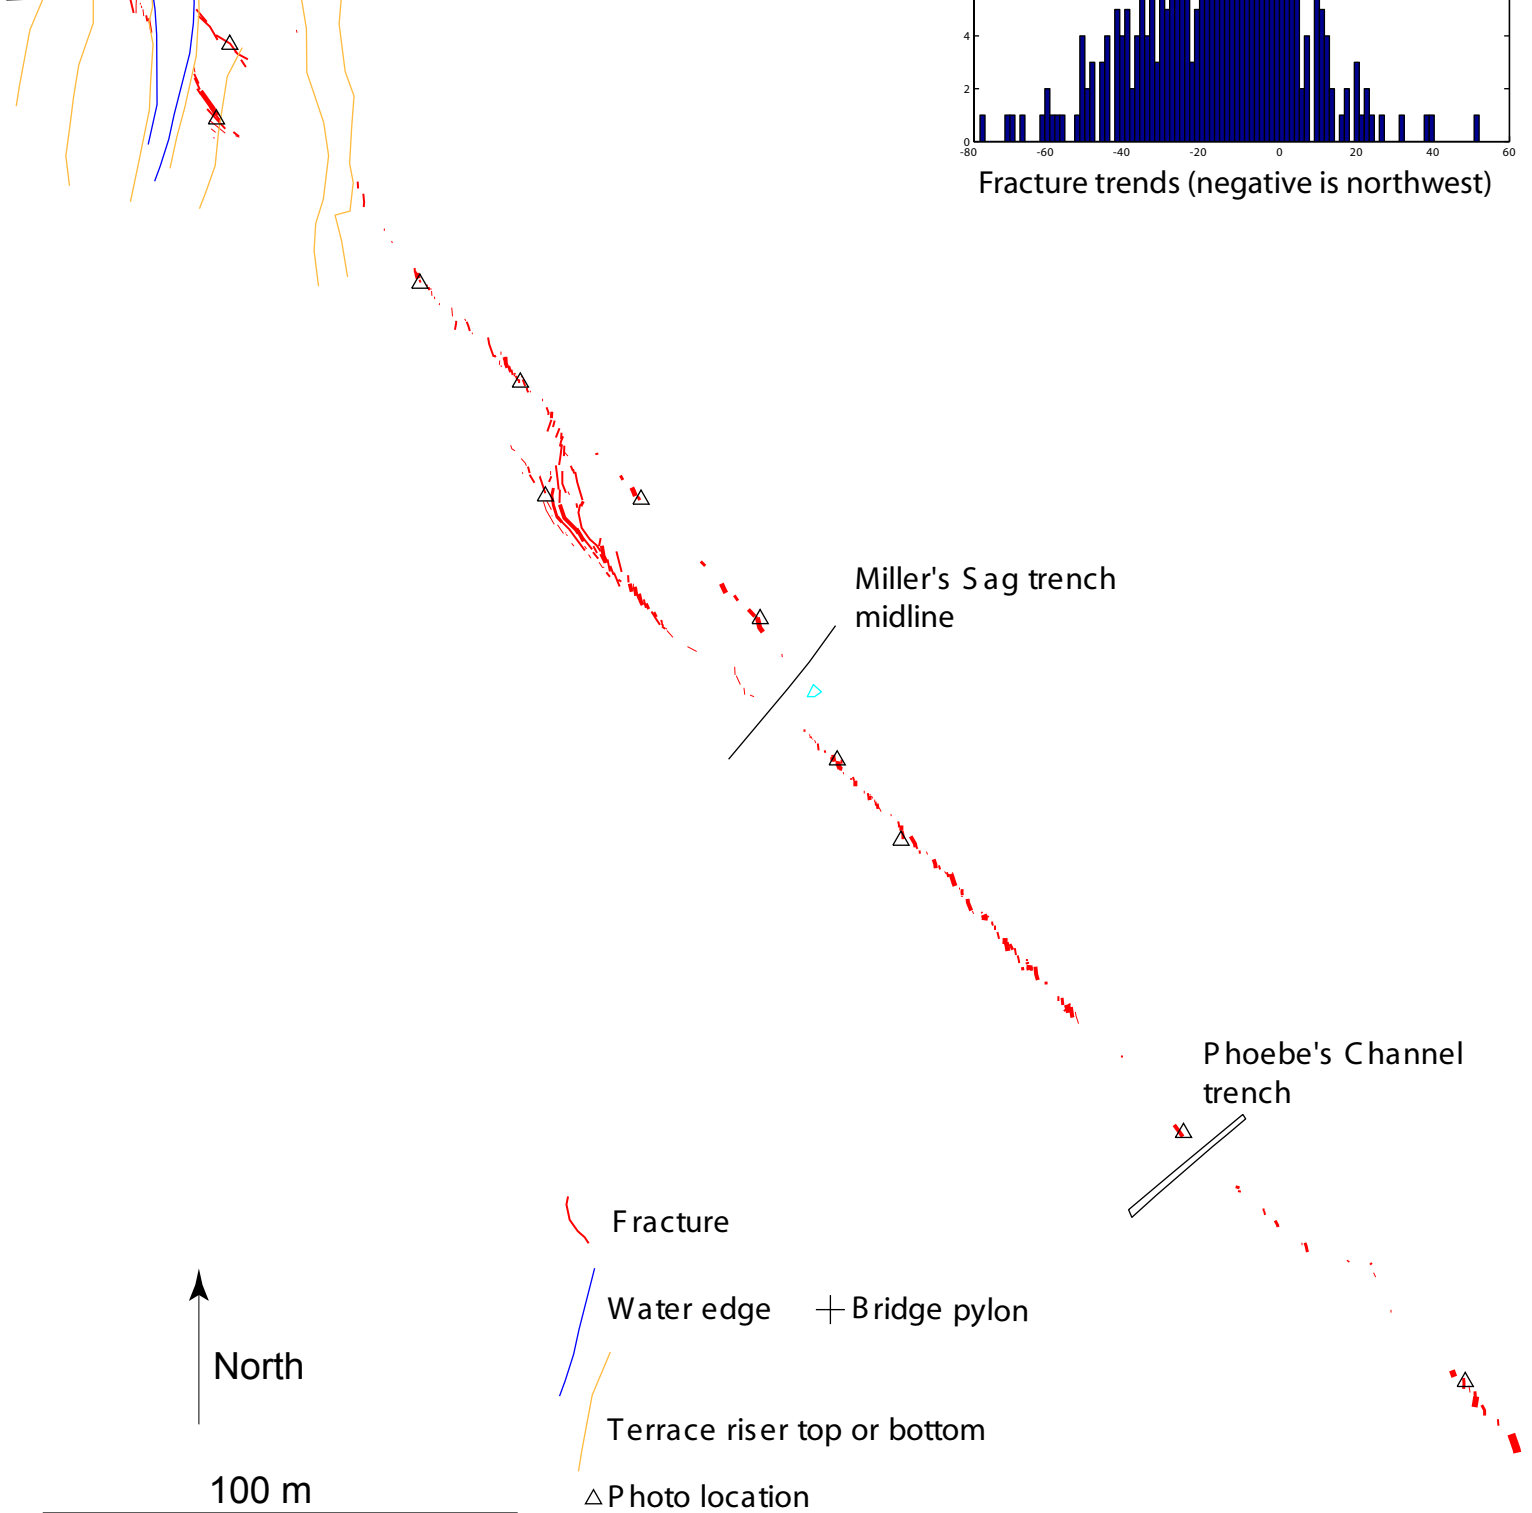 4
2
0
-80 -60 -40 -20 0 20 40 60
Fracture trends (negative is northwest)
Miller's Sag trench
midline
Phoebe's Channel
trench
Fracture
Water edge
Bridge pylon
North
Terrace riser top or bottom
100 m
Photo location